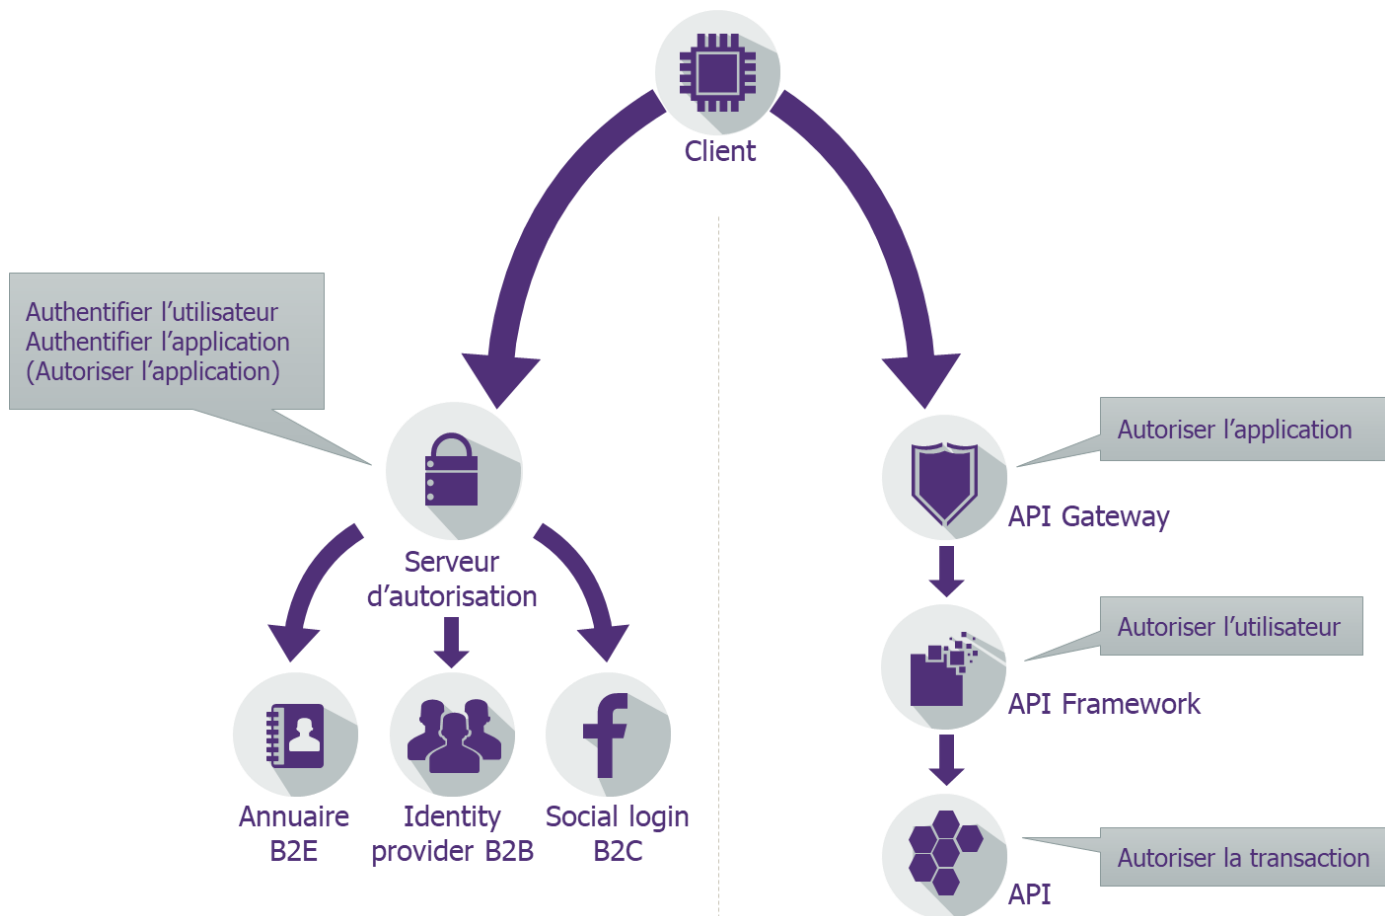 Client
Authentifier l’utilisateur
Authentifier l’application
(Autoriser l’application)
Serveur
d’autorisation
Annuaire
B2E
Identity
provider B2B
Social login
B2C
Autoriser l’application
API Gateway
Autoriser l’utilisateur
API Framework
Autoriser la transaction
API